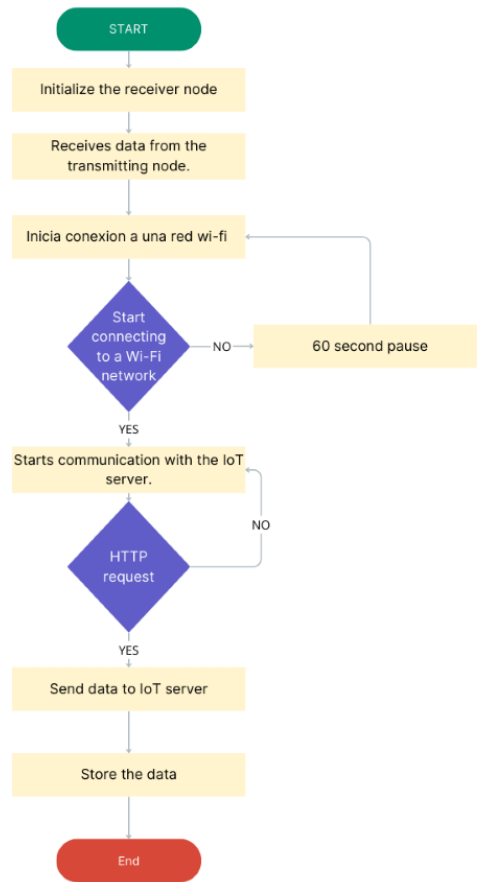 START
Initialize the receiver node
Receives data from the
transmitting node.
Inicia conexion a una red wi-fi
Start
connecting
to a Wi-Fi
network
NO
60 second pause
YES
Starts communication with the IoT
server.
NO
HTTP
request
YES
Send data to IoT server
Store the data
End